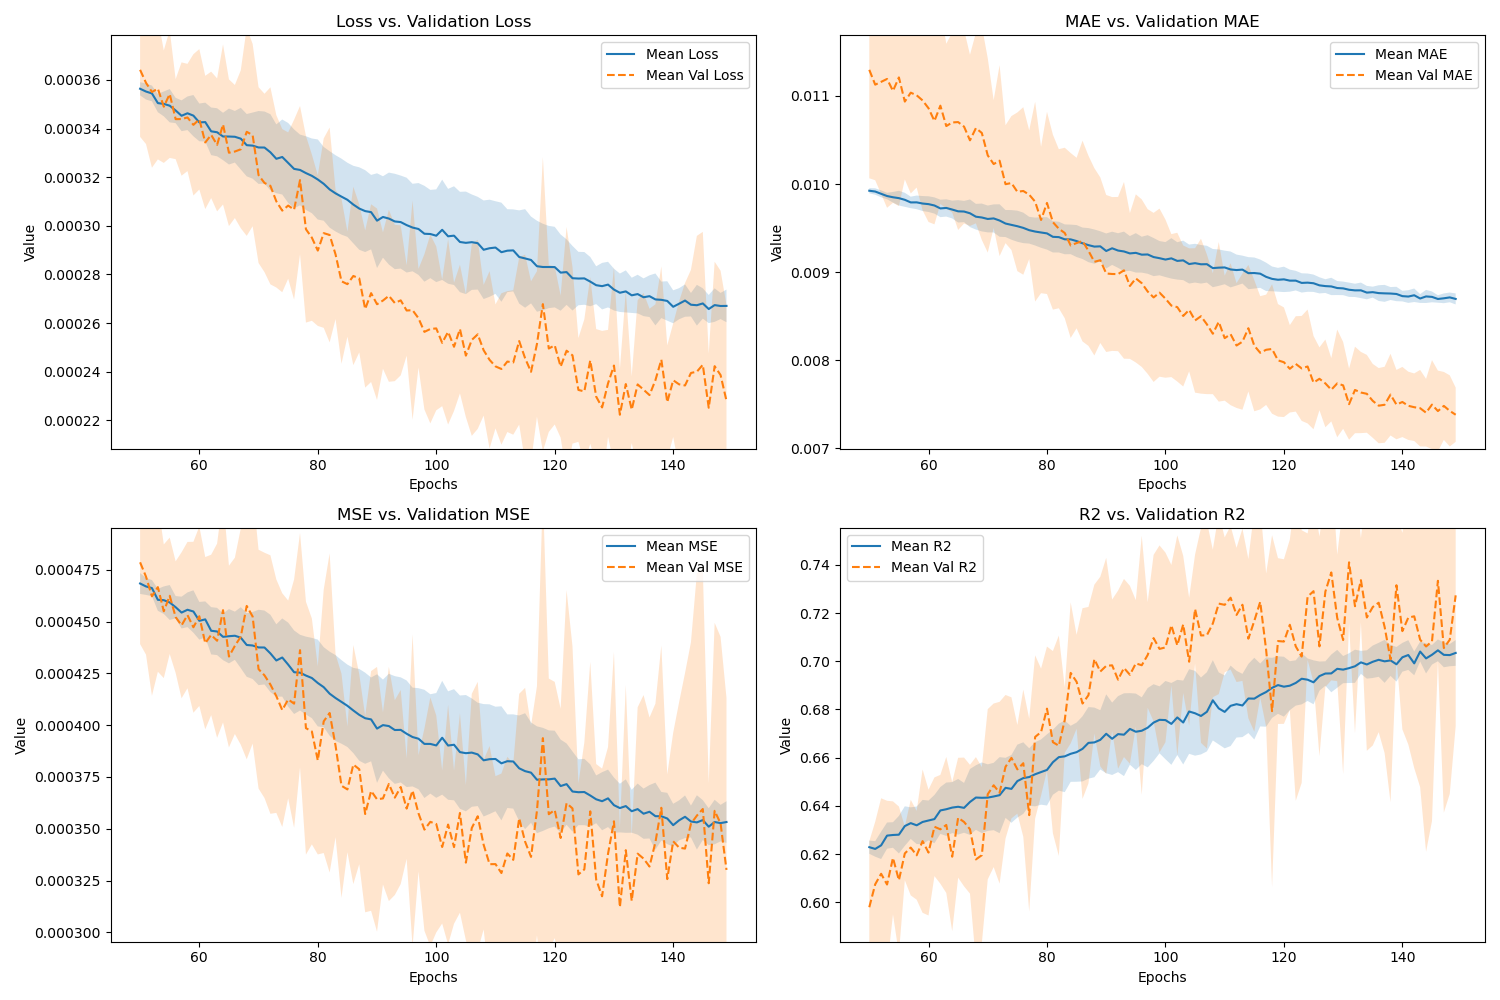 Loss vs. Validation Loss
Value
0.00036
0.00034
0.00032
0.00030
0.00028
0.00026
0.00024
0.00022
Mean Loss
Mean Val Loss
60 80 100 120 140
Epochs
MAE vs. Validation MAE
Value
0.011
0.010
0.009
0.008
0.007
Mean MAE
Mean Val MAE
60 80 100 120 140
Epochs
MSE vs. Validation MSE
Value
0.000475
0.000450
0.000425
0.000400
0.000375
0.000350
0.000325
0.000300
Mean MSE
Mean Val MSE
60 80 100 120 140
Epochs
R2 vs. Validation R2
Value
0.74
0.72
0.70
0.68
0.66
0.64
0.62
0.60
Mean R2
Mean Val R2
60 80 100 120 140
Epochs